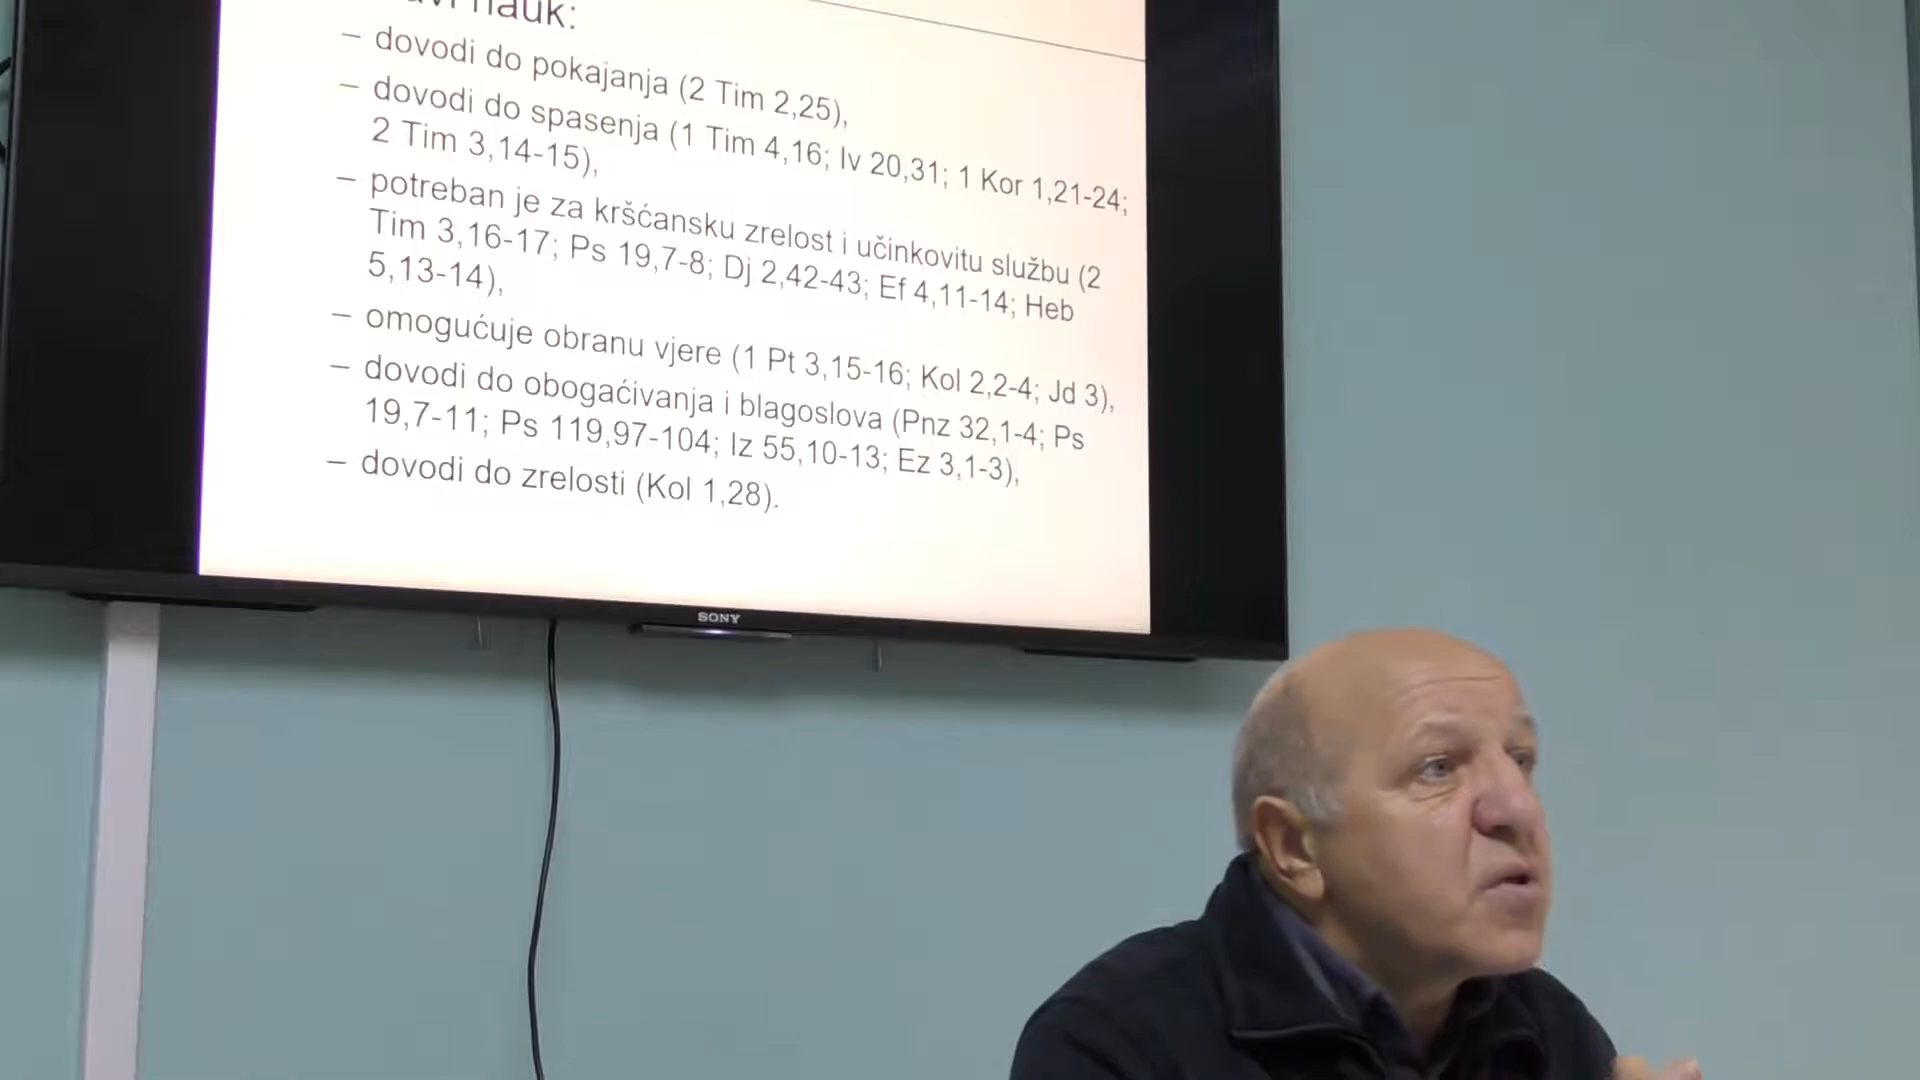 nauk:
– dovodi do pokajanja (2 Tim 2,25),
– dovodi do spasenja (1 Tim 4,16; Iv 20,31; 1 Kor 1,21-24;
2 Tim 3,14-15),
– potreban je za kršćansku zrelost i učinkovitu službu (2
Tim 3,16-17; Ps 19,7-8; Dj 2,42-43; Ef 4,11-14; Heb
5,13-14),
– omogućuje obranu vjere (1 Pt 3,15-16; Kol 2,2-4; Jd 3),
– dovodi do obogaćivanja i blagoslova (Pnz 32,1-4; Ps
19,7-11; Ps 119,97-104; Iz 55,10-13; Ez 3,1-3),
– dovodi do zrelosti (Kol 1,28).
SONY